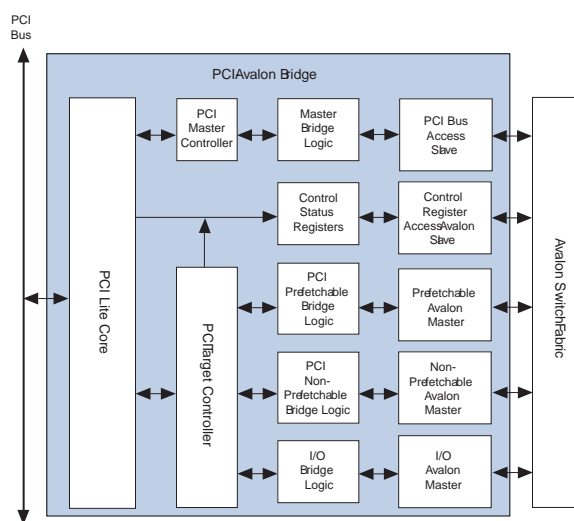 PCI
Bus
PCIAvalon Bridge
PCI
Master
Controller
Master
Bridge
Logic
PCI Bus
Access
Slave
Control
Status
Registers
Control
Register
AccessAvalon
Slave
PCI Lite Core
PCITarget Controller
PCI
Prefetchable
Bridge
Logic
Prefetchable
Avalon
Master
PCI
Non-
Prefetchable
Bridge Logic
Non-
Prefetchable
Avalon
Master
I/O
Bridge
Logic
I/O
Avalon
Master
Avalon SwitchFabric